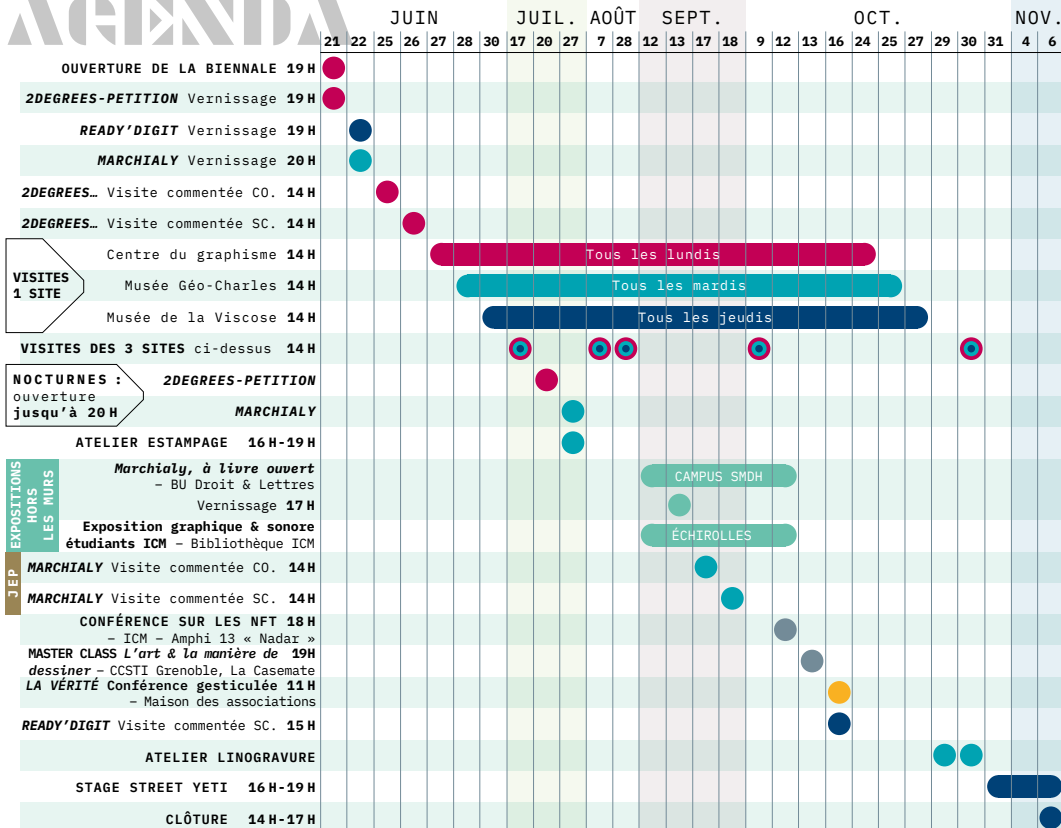 AGENDA
JUIN JUIL. AOÛT SEPT. OCT. NOV.
21 22 25 26 27 28 30 17 20 27 7 28 12 13 17 18 9 12 13 16 24 25 27 29 30 31 4 6
OUVERTURE DE LA BIENNALE 19 H
2DEGREES-PETITION Vernissage 19 H
READY’DIGIT Vernissage 19 H
MARCHIALY Vernissage 20 H
2DEGREES… Visite commentée CO. 14 H
2DEGREES… Visite commentée SC. 14 H
VISITES
1 SITE
Centre du graphisme 14 H Tous les lundis
Musée Géo-Charles 14 H Tous les mardis
Musée de la Viscose 14 H Tous les jeudis
VISITES DES 3 SITES ci-dessus 14 H
NOCTURNES :
ouverture
jusqu’à 20 H
2DEGREES-PETITION
MARCHIALY
ATELIER ESTAMPAGE 16 H-19 H
EXPOSITIONS
HORS
LES MURS
Marchialy, à livre ouvert
– BU Droit & Lettres
CAMPUS SMDH
Vernissage 17 H
Exposition graphique & sonore
étudiants ICM – Bibliothèque ICM
ÉCHIROLLES
JEP
MARCHIALY Visite commentée CO. 14 H
MARCHIALY Visite commentée SC. 14 H
CONFÉRENCE SUR LES NFT 18 H
– ICM – Amphi 13 « Nadar »
MASTER CLASS L’art & la manière de 19H
dessiner – CCSTI Grenoble, La Casemate
LA VÉRITÉ Conférence gesticulée 11 H
– Maison des associations
READY’DIGIT Visite commentée SC. 15 H
ATELIER LINOGRAVURE
STAGE STREET YETI 16 H-19 H
CLÔTURE 14 H-17 H